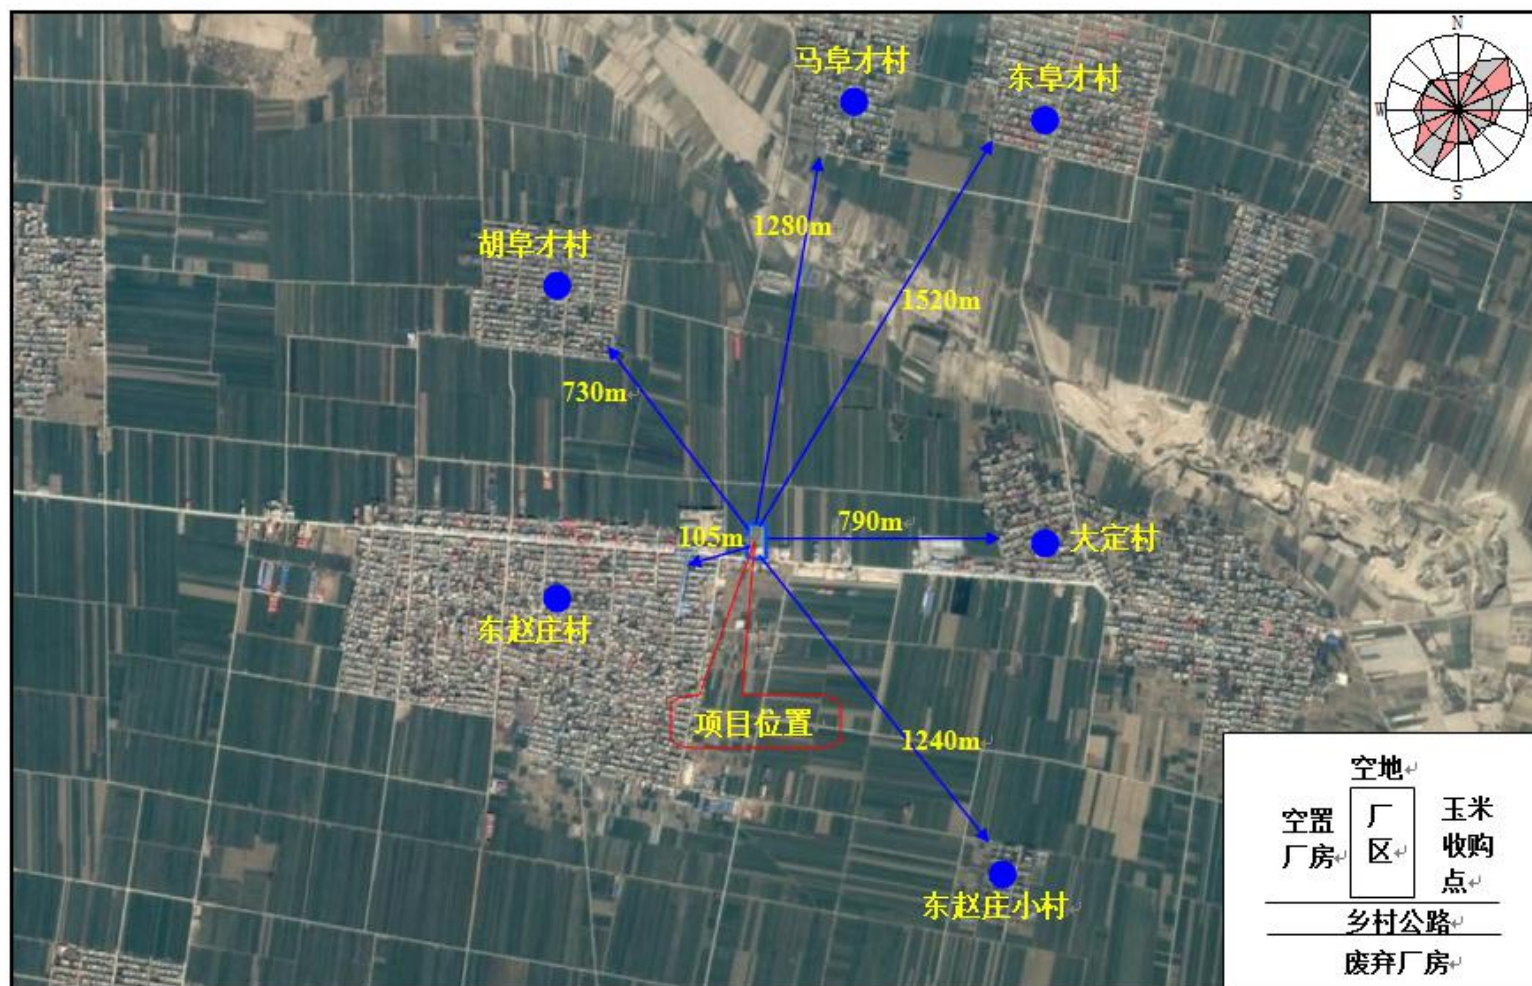 马阜才村
东阜才村
N
W
S
胡阜才村
1280m
1520m
730m
105m
790m
大定村
东赵庄村
项目位置
1240m
东赵庄小村
空地
空置
厂房
厂
区
玉米
收购
点
乡村公路
废弃厂房